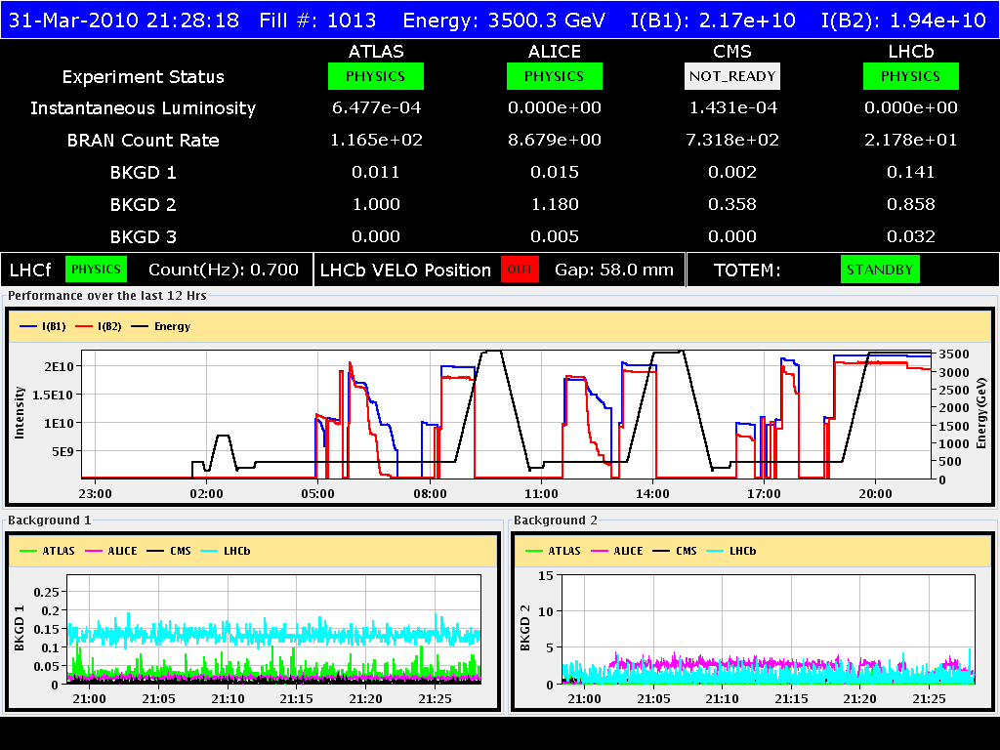 31-Mar-2010 21:28:18 Fill #: 1013 Energy: 3500.3 GeV I(B1): 2.17e+10 I(B2): 1.94e+10
ATLAS ALICE CMS LHCb
Experiment Status PHYSICS PHYSICS NOT_READY PHYSICS
Instantaneous Luminosity 6.477e-04 0.000e+00 1.431e-04 0.000e+00
BRAN Count Rate 1.165e+02 8.679e+00 7.318e+02 2.178e+01
BKGD 1 0.011 0.015 0.002 0.141
BKGD 2 1.000 1.180 0.358 0.858
BKGD 3 0.000 0.005 0.000 0.032
LHCf PHYSICS Count(Hz): 0.700 LHCb VELO Position OUT Gap: 58.0 mm TOTEM: STANDBY
Performance over the last 12 Hrs
I(B1) I(B2) Energy
Intensity
2E10
1.5E10
1E10
5E9
3500
3000
2500
2000
1500
1000
500
0
Energy(GeV)
23:00 02:00 05:00 08:00 11:00 14:00 17:00 20:00
Background 1
ATLAS ALICE CMS LHCb
BKGD 1
0.25
0.2
0.15
0.1
0.05
0
21:00 21:05 21:10 21:15 21:20 21:25
Background 2
ATLAS ALICE CMS LHCb
BKGD 2
15
10
5
0
21:00 21:05 21:10 21:15 21:20 21:25